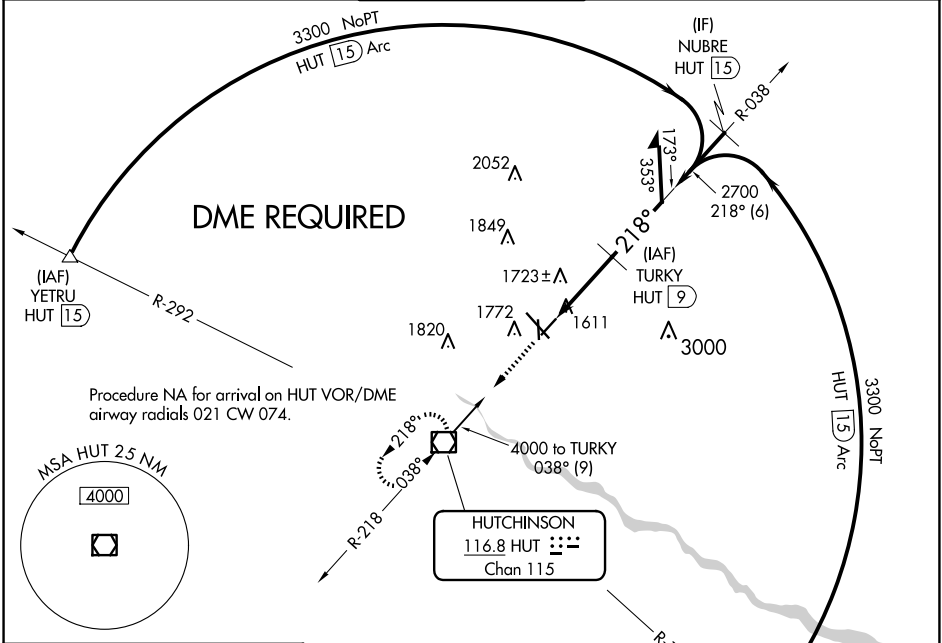 3300 NoPT
HUT 15 Arc
(IF)
NUBRE
HUT 15
R-038
173°
353°
2052
2700
218° (6)
DME REQUIRED
1849
218°
(IAF)
TURKY
HUT 9
1723±
(IAF)
YETRU
HUT 15
R-292
1772
1611
1820
3000
Procedure NA for arrival on HUT VOR/DME
airway radials 021 CW 074.
3300 NoPT
HUT 15 Arc
218°
038°
4000 to TURKY
038° (9)
MSA HUT 25 NM
4000
R-218
HUTCHINSON
116.8 HUT
Chan 115